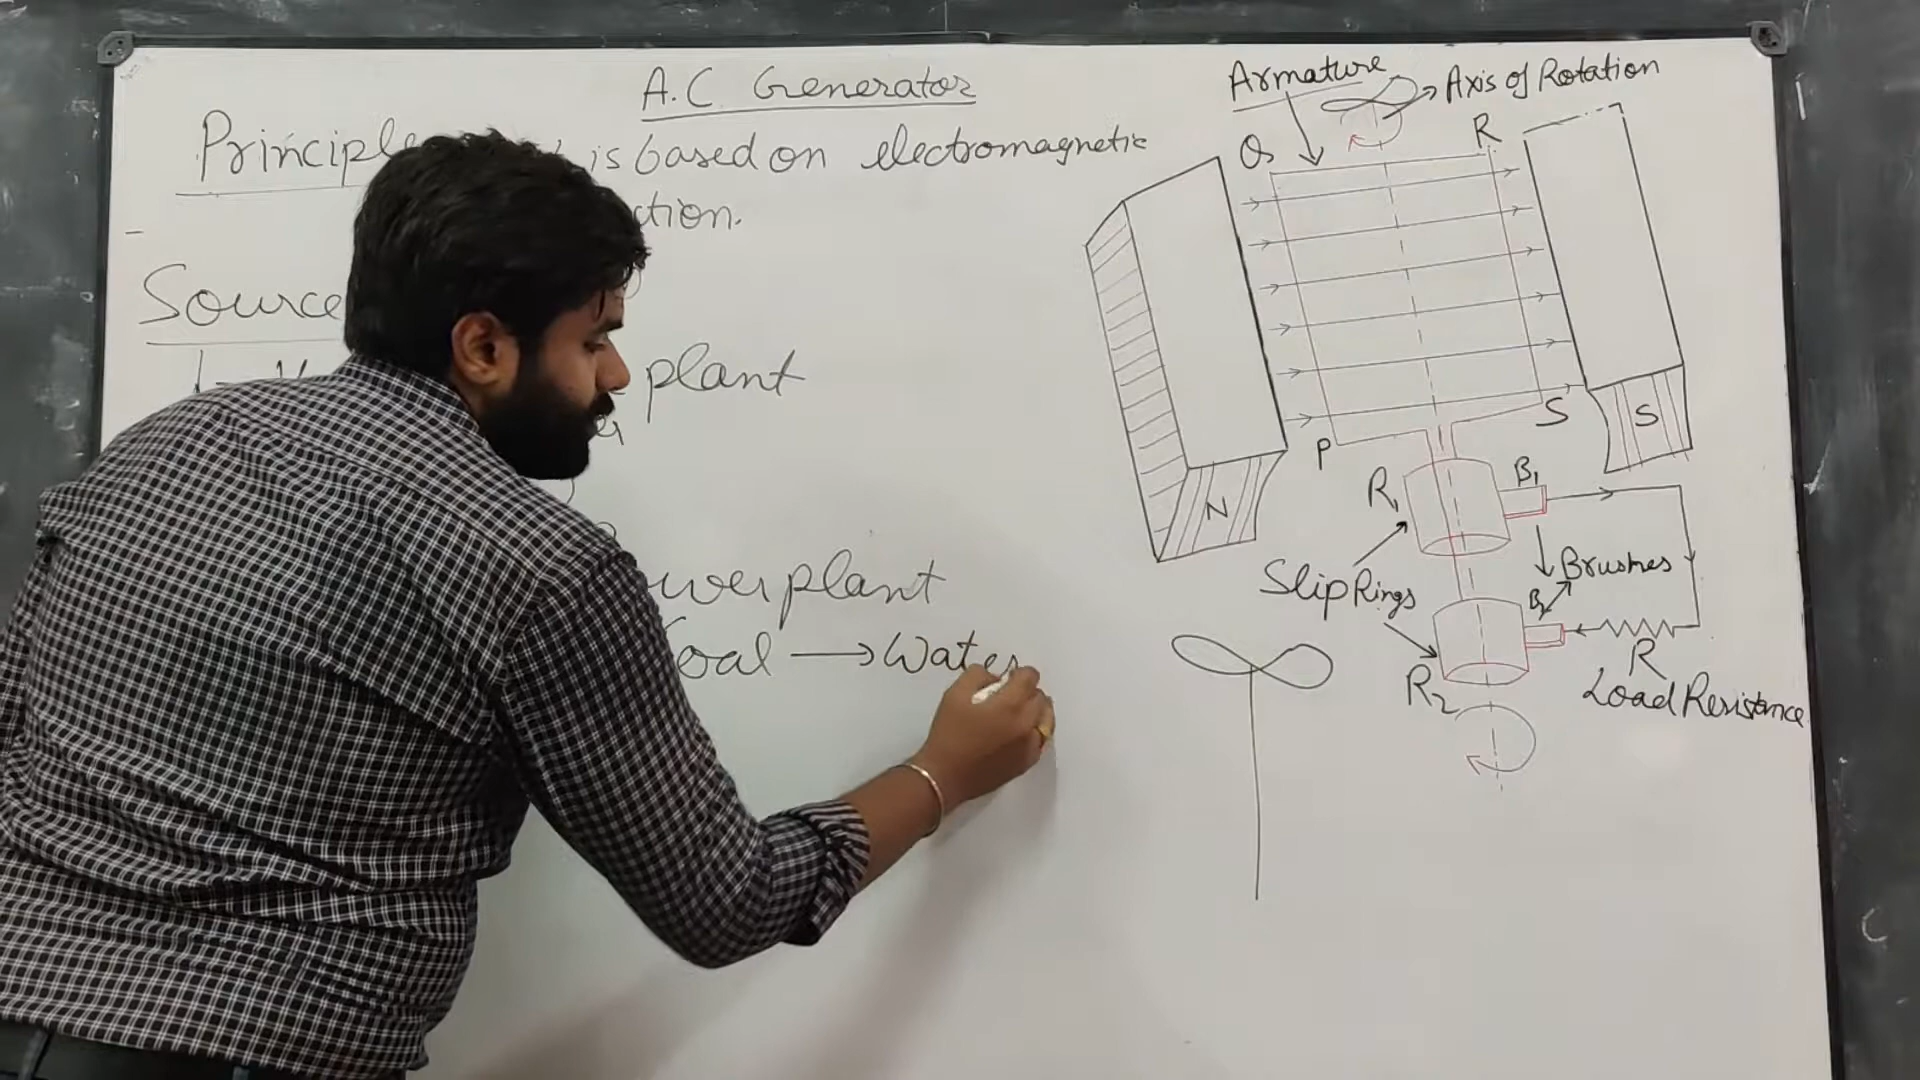 A.C. Generator
Principle is based on electromagnetic
ction.
Source
plant
werplant
Coal → Water
Armature
Axis of Rotation
Q
R
P
S
N
S
R1
B1
Slip Rings
Brushes
B2
R2
R
Load Resistance